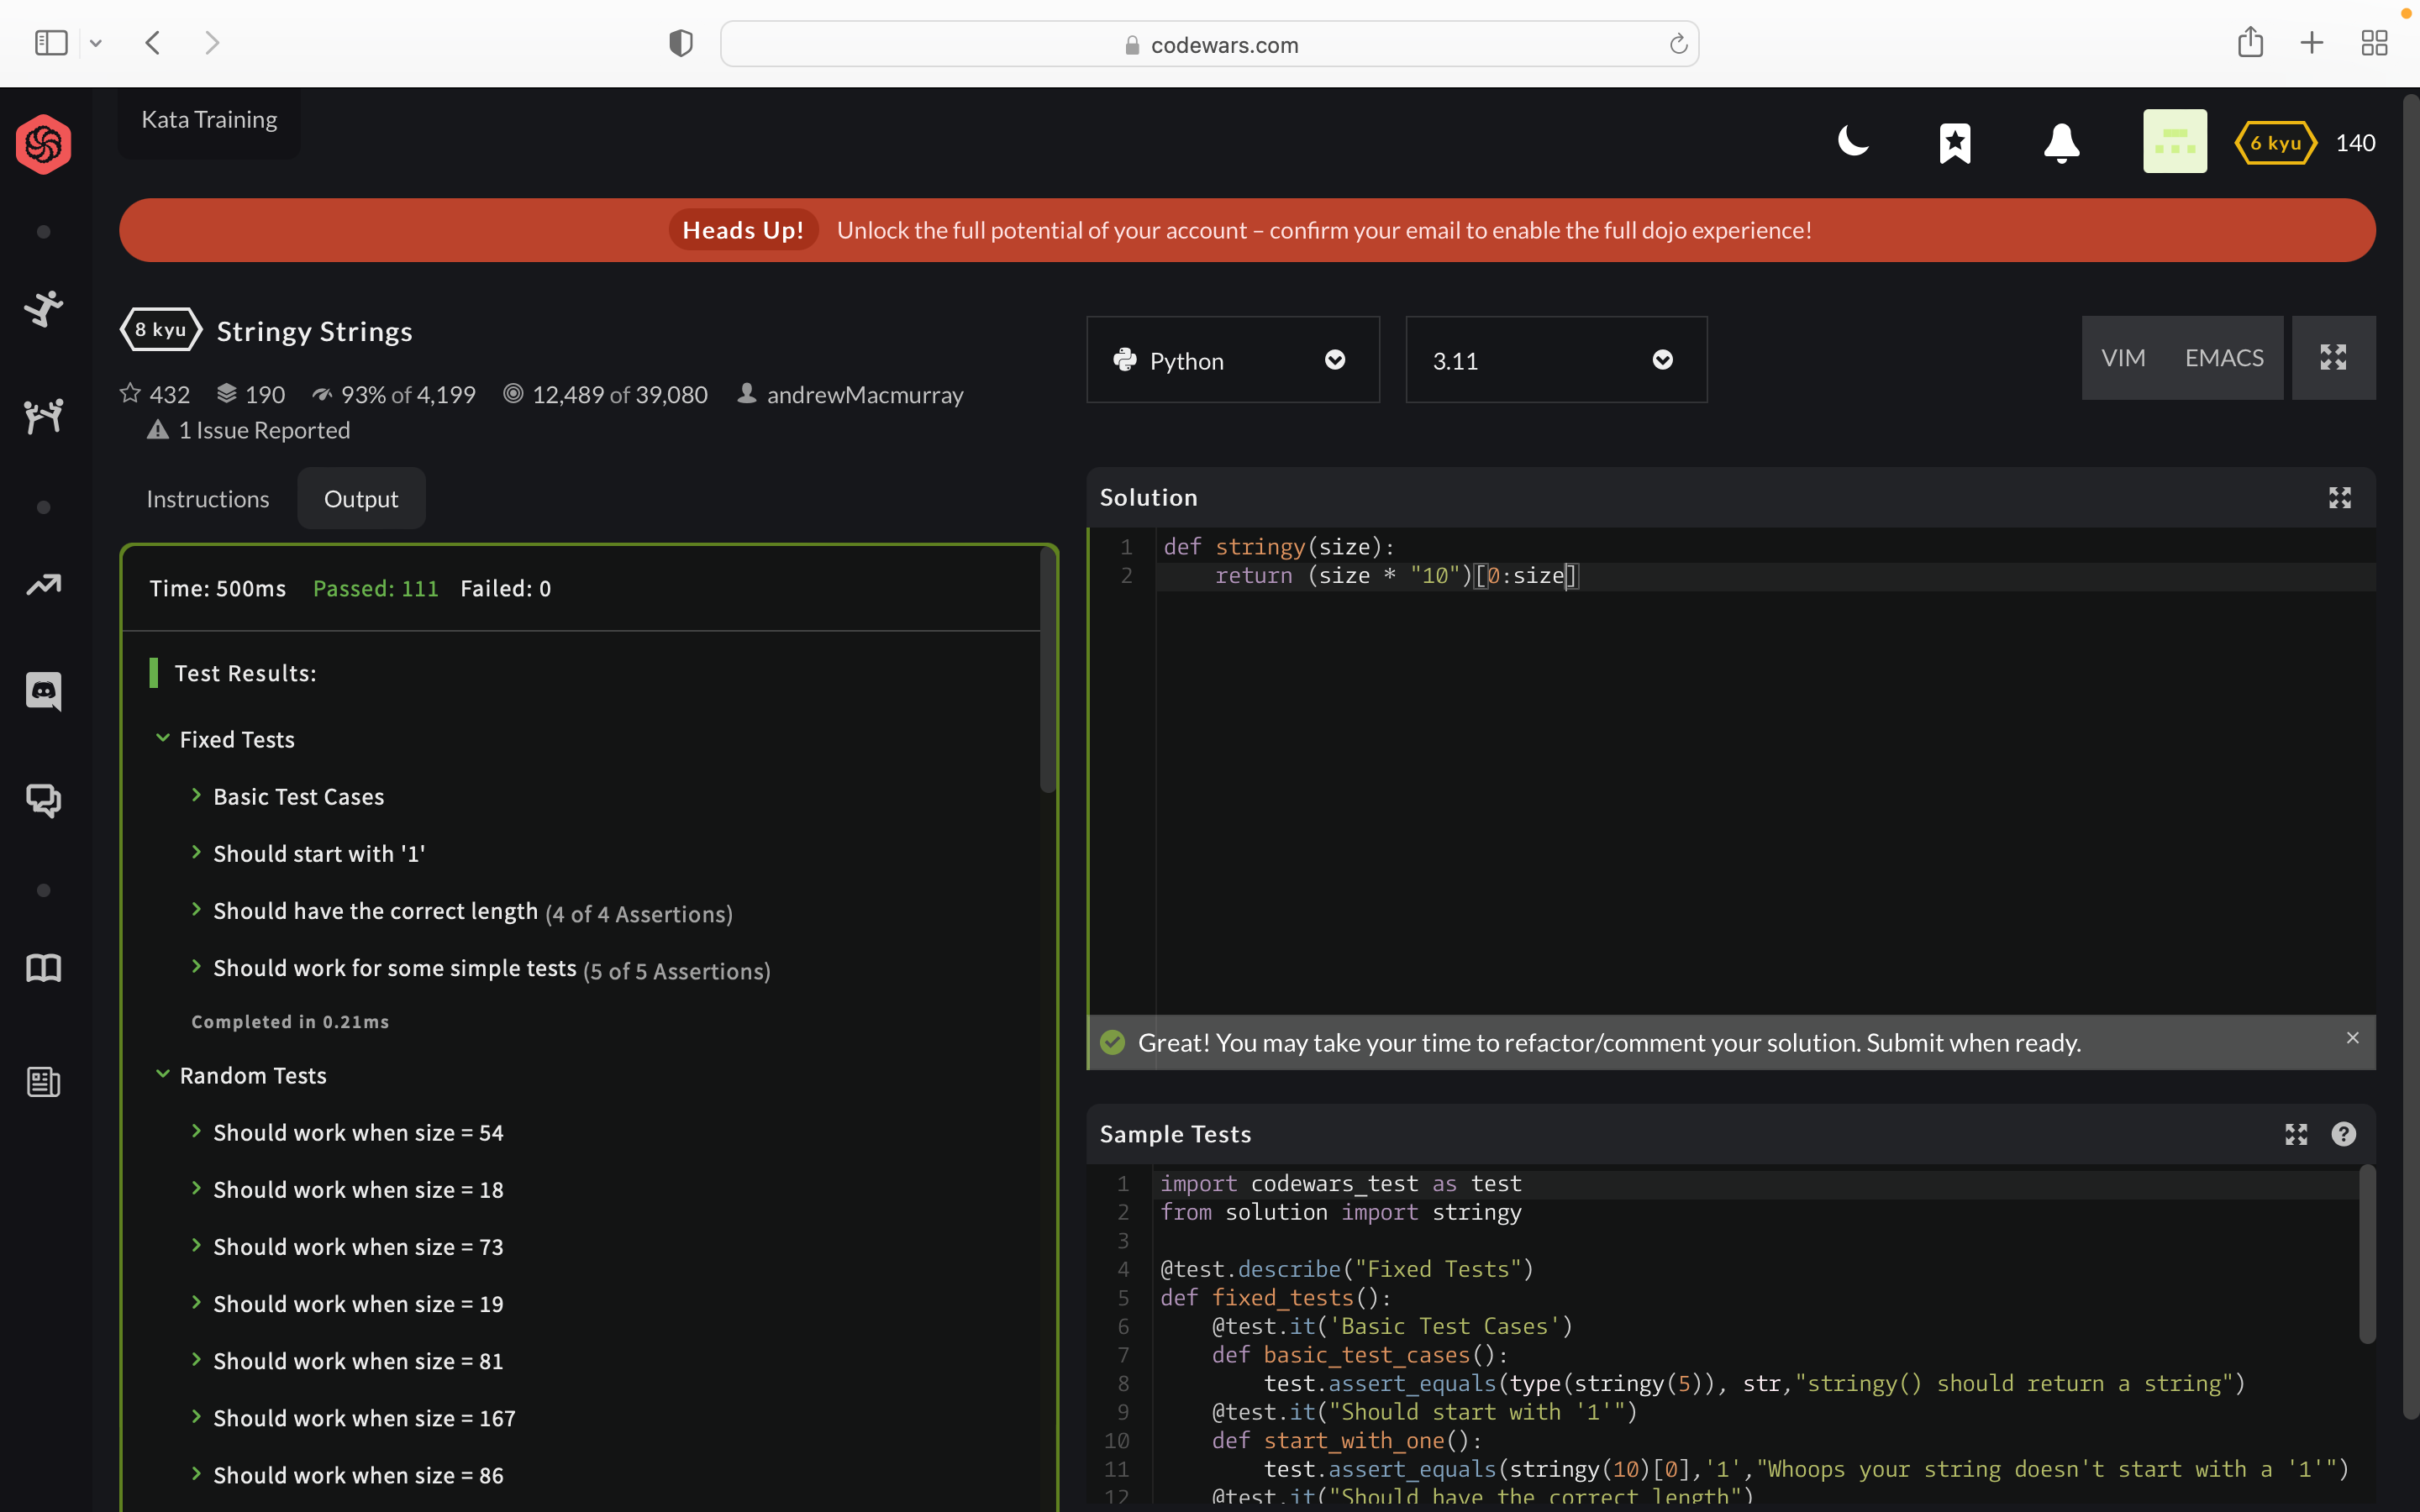 codewars.com
Kata Training
6 kyu 140
Heads Up! Unlock the full potential of your account – confirm your email to enable the full dojo experience!
8 kyu Stringy Strings
432 190 93% of 4,199 12,489 of 39,080 andrewMacmurray
1 Issue Reported
Python 3.11 VIM EMACS
Instructions Output
Time: 500ms Passed: 111 Failed: 0
Test Results:
Fixed Tests
Basic Test Cases
Should start with '1'
Should have the correct length (4 of 4 Assertions)
Should work for some simple tests (5 of 5 Assertions)
Completed in 0.21ms
Random Tests
Should work when size = 54
Should work when size = 18
Should work when size = 73
Should work when size = 19
Should work when size = 81
Should work when size = 167
Should work when size = 86
Solution
1 def stringy(size):
2     return (size * "10")[0:size]
Great! You may take your time to refactor/comment your solution. Submit when ready.
Sample Tests
1 import codewars_test as test
2 from solution import stringy
3
4 @test.describe("Fixed Tests")
5 def fixed_tests():
6     @test.it('Basic Test Cases')
7     def basic_test_cases():
8         test.assert_equals(type(stringy(5)), str,"stringy() should return a string")
9     @test.it("Should start with '1'")
10     def start_with_one():
11         test.assert_equals(stringy(10)[0],'1',"Whoops your string doesn't start with a '1'")
12     @test.it("Should have the correct length")